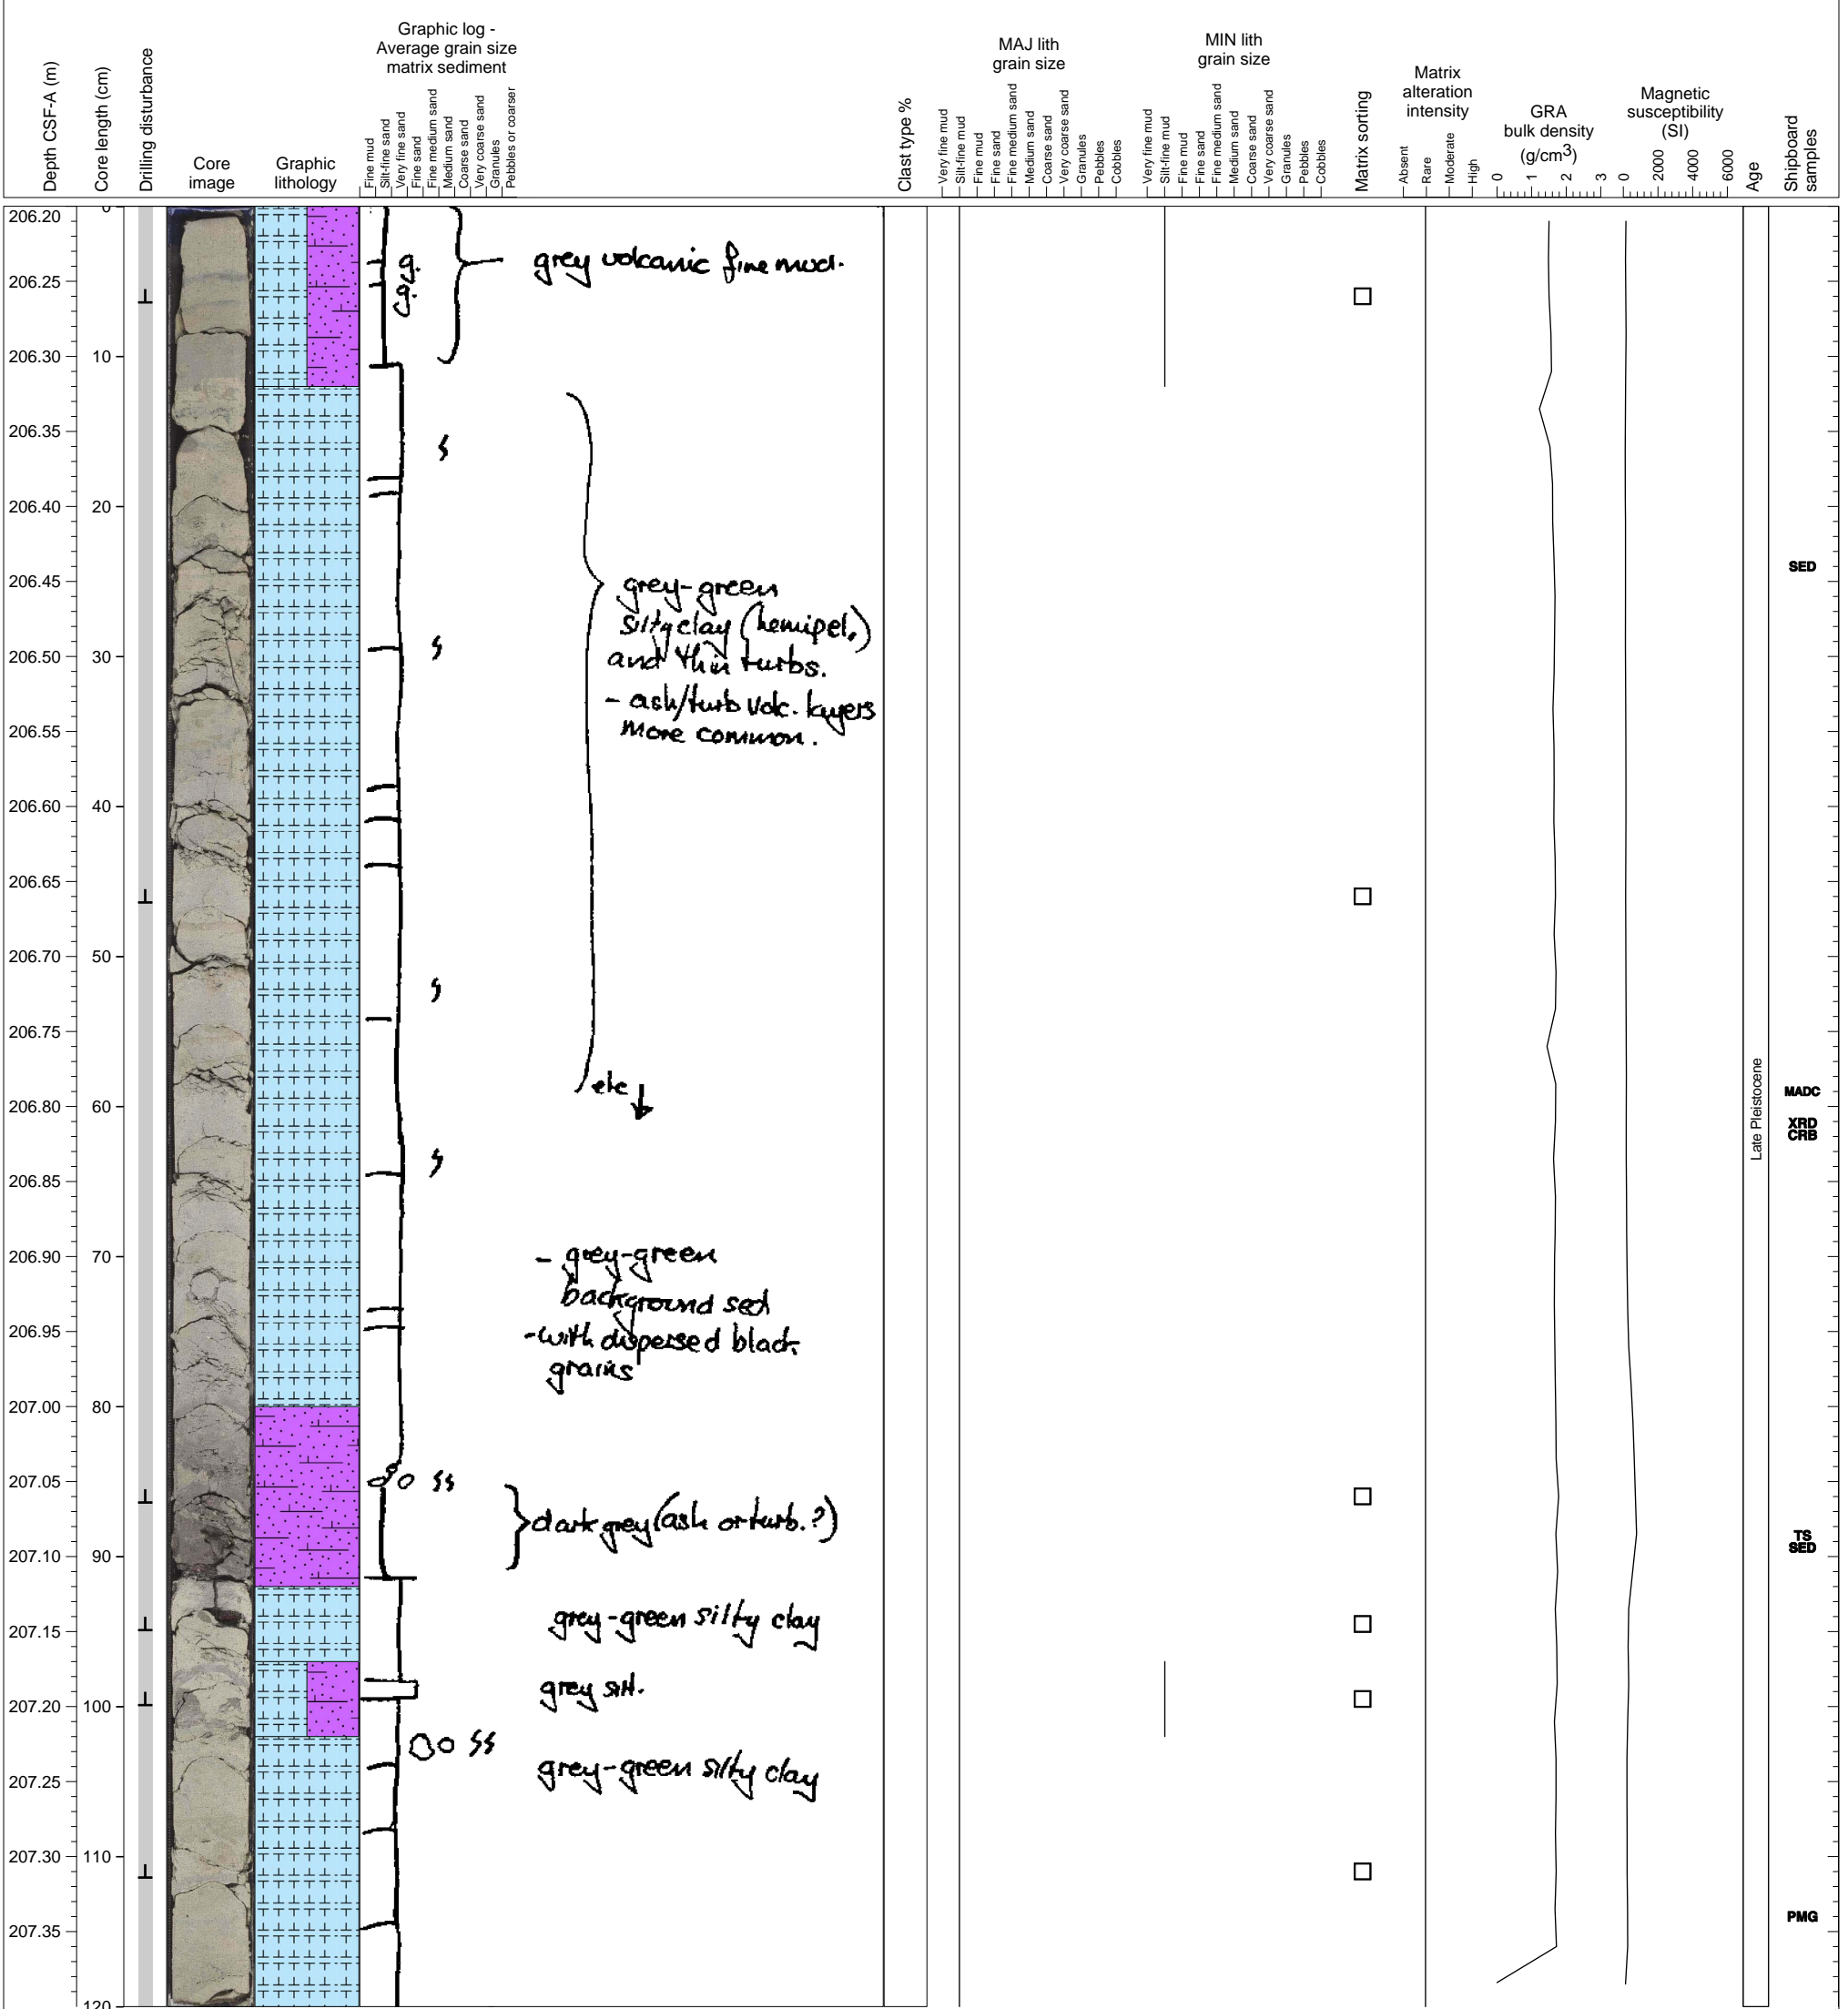 Depth CSF-A (m)
Core length (cm)
Drilling disturbance
Core
image
Graphic
lithology
Graphic log -
Average grain size
matrix sediment
Fine mud
Silt-fine sand
Very fine sand
Fine sand
Fine medium sand
Medium sand
Coarse sand
Very coarse sand
Granules
Pebbles or coarser
Clast type %
MAJ lith
grain size
Very fine mud
Silt-fine mud
Fine mud
Fine sand
Fine medium sand
Medium sand
Coarse sand
Very coarse sand
Granules
Pebbles
Cobbles
MIN lith
grain size
Very fine mud
Silt-fine mud
Fine mud
Fine sand
Fine medium sand
Medium sand
Coarse sand
Very coarse sand
Granules
Pebbles
Cobbles
Matrix sorting
Matrix
alteration
intensity
Absent
Rare
Moderate
High
GRA
bulk density
(g/cm3)
0 1 2 3
Magnetic
susceptibility
(SI)
0 2000 4000 6000
Age
Shipboard
samples
206.20
206.25
206.30
206.35
206.40
206.45
206.50
206.55
206.60
206.65
206.70
206.75
206.80
206.85
206.90
206.95
207.00
207.05
207.10
207.15
207.20
207.25
207.30
207.35
0
10
20
30
40
50
60
70
80
90
100
110
120
g.
g.
grey volcanic fine mud.
grey-green
silty clay (hemipel.)
and thin turbs.
- ash/turb volc. layers
more common.
etc
- grey-green
background sed
- with dispersed black
grains
dark grey (ash or turb.?)
grey-green silty clay
grey silt.
grey-green silty clay
Late Pleistocene
SED
MADC
XRD
CRB
TS
SED
PMG